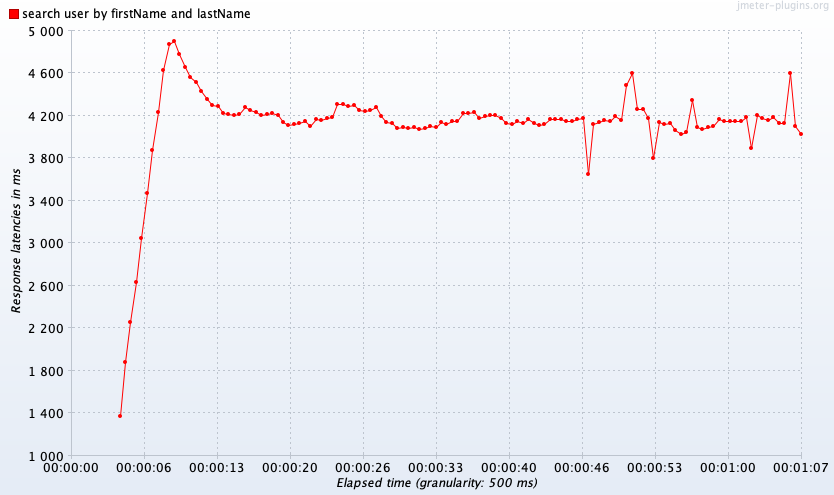 jmeter-plugins.org
search user by firstName and lastName
5 000
4 600
4 200
3 800
3 400
3 000
2 600
2 200
1 800
1 400
1 000
Response latencies in ms
00:00:00 00:00:06 00:00:13 00:00:20 00:00:26 00:00:33 00:00:40 00:00:46 00:00:53 00:01:00 00:01:07
Elapsed time (granularity: 500 ms)